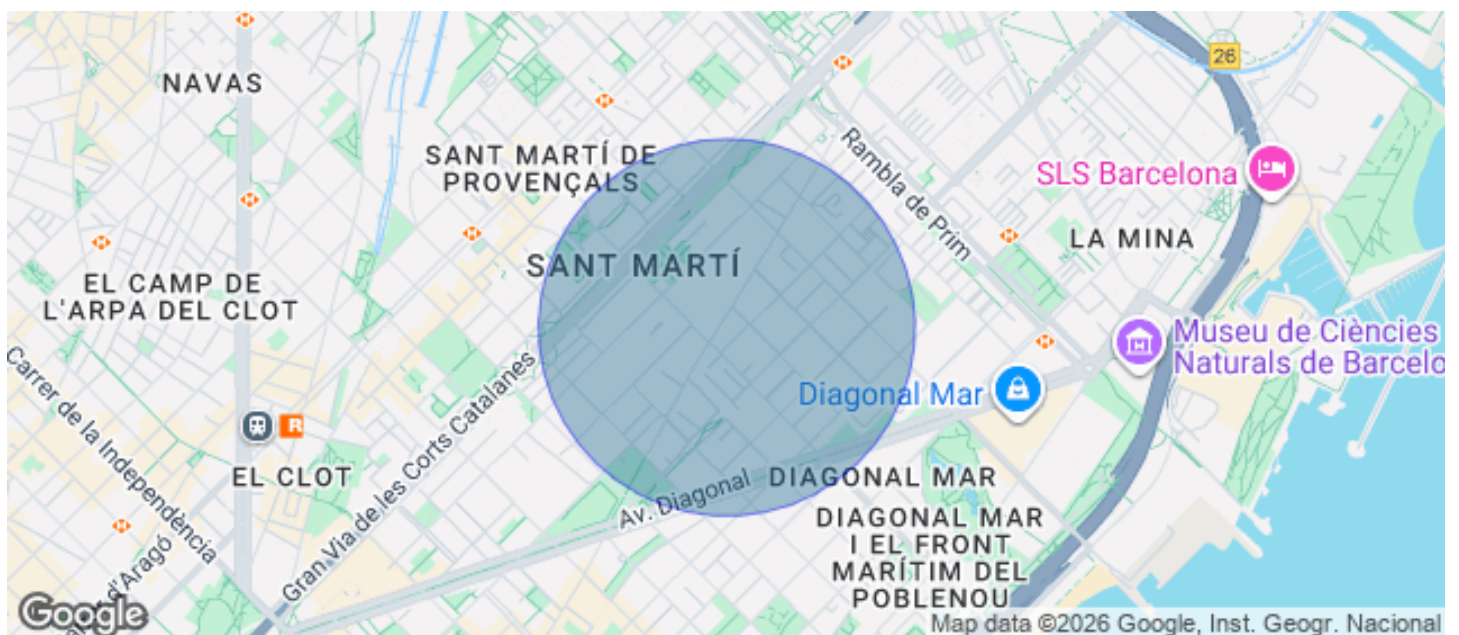 NAVAS
26
SANT MARTÍ DE
PROVENÇALS
Rambla de Prim
SLS Barcelona
LA MINA
SANT MARTÍ
EL CAMP DE
L'ARPA DEL CLOT
Museu de Ciències
Naturals de Barcelo
Carrer de la Independència
Gran Via de les Corts Catalanes
Diagonal Mar
R
EL CLOT
Av. Diagonal
DIAGONAL MAR
DIAGONAL MAR
I EL FRONT
MARÍTIM DEL
POBLENOU
d'Aragó
Google
Map data ©2026 Google, Inst. Geogr. Nacional